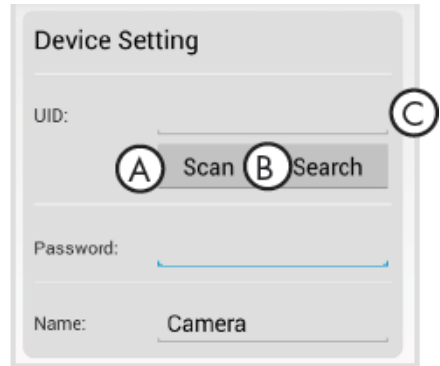 Device Setting
UID:
C
A Scan B Search
Password:
Name: Camera